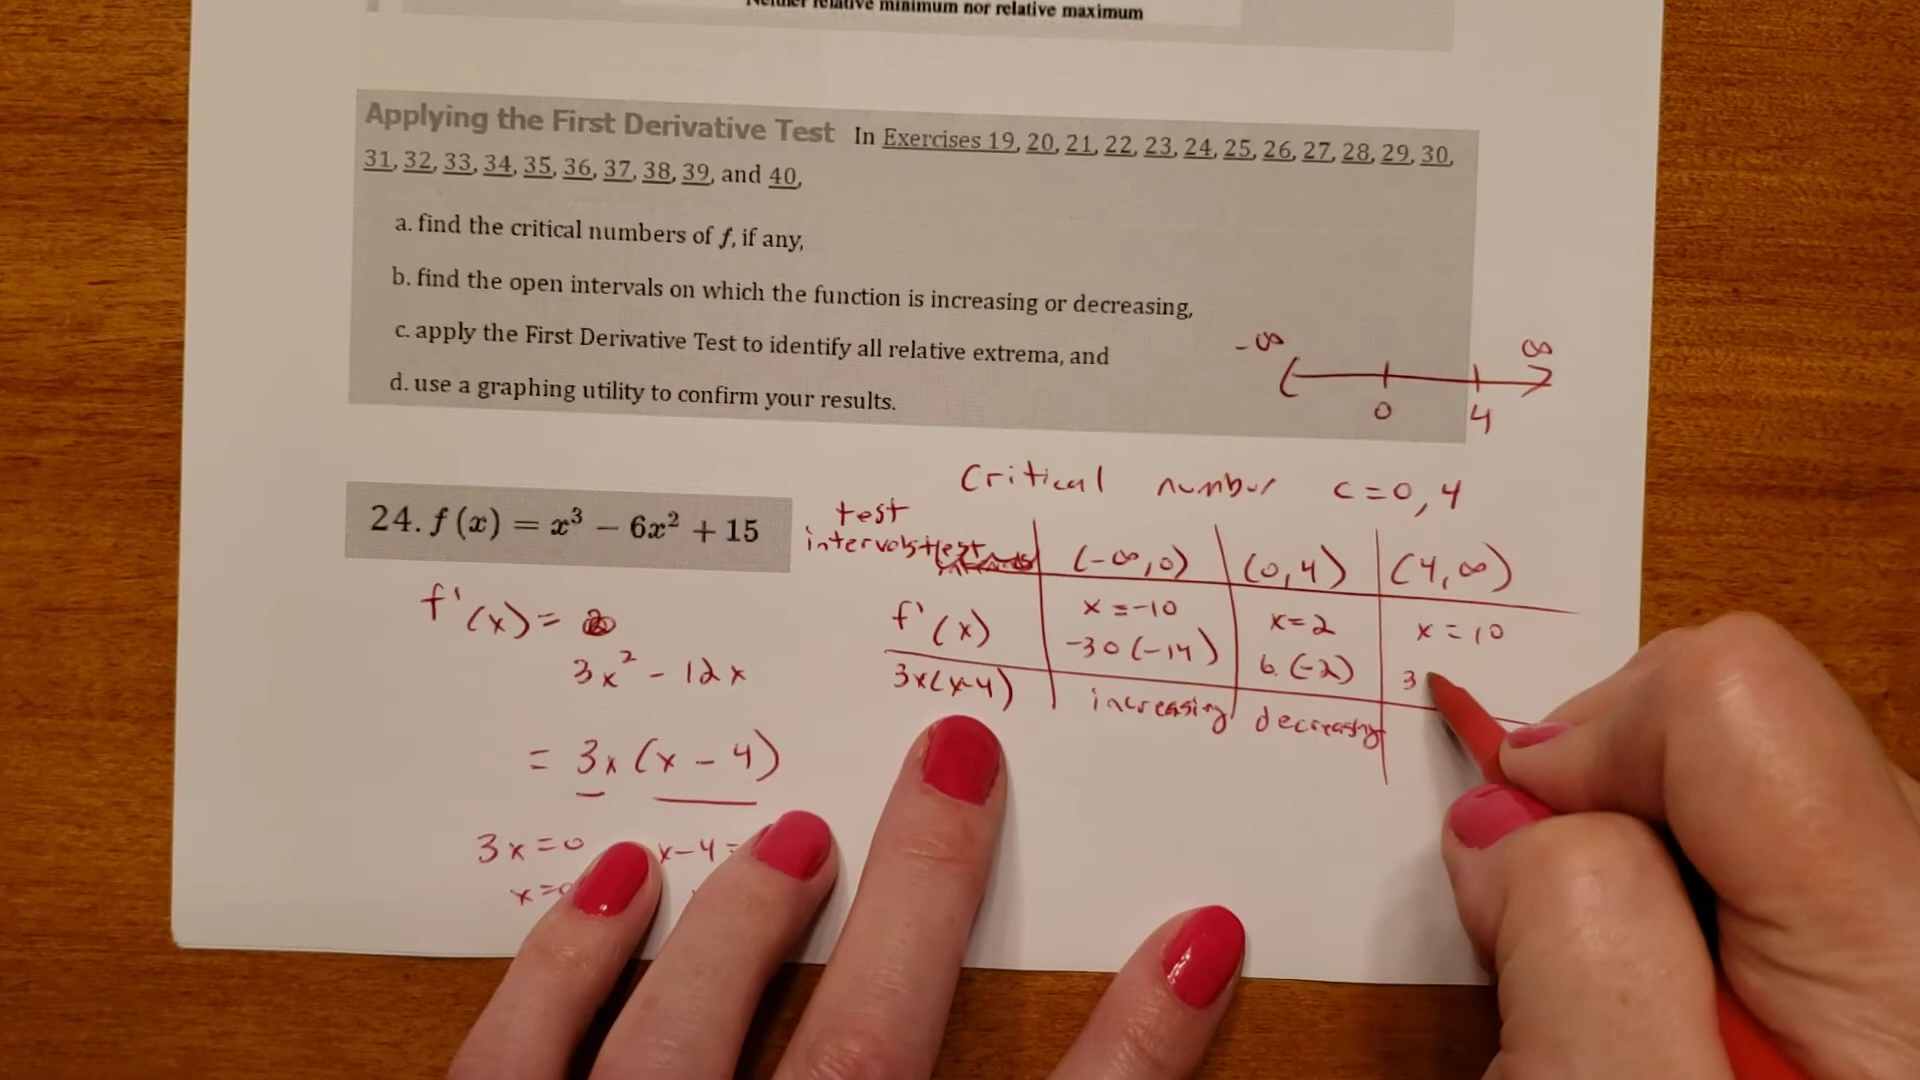 Neither relative minimum nor relative maximum
Applying the First Derivative Test In Exercises 19, 20, 21, 22, 23, 24, 25, 26, 27, 28, 29, 30,
31, 32, 33, 34, 35, 36, 37, 38, 39, and 40,
a. find the critical numbers of f, if any,
b. find the open intervals on which the function is increasing or decreasing,
c. apply the First Derivative Test to identify all relative extrema, and
d. use a graphing utility to confirm your results.
-∞ ∞
0 4
Critical number c=0,4
24. f(x) = x³ − 6x² + 15
test
intervals test (-∞,0) (0,4) (4,∞)
f'(x) x=-10 x=2 x=10
-30(-14) 6(-2) 3
3x(x-4) increasing decreasing
f'(x)=
3x² - 12x
= 3x(x-4)
3x=0 x-4=
x=0